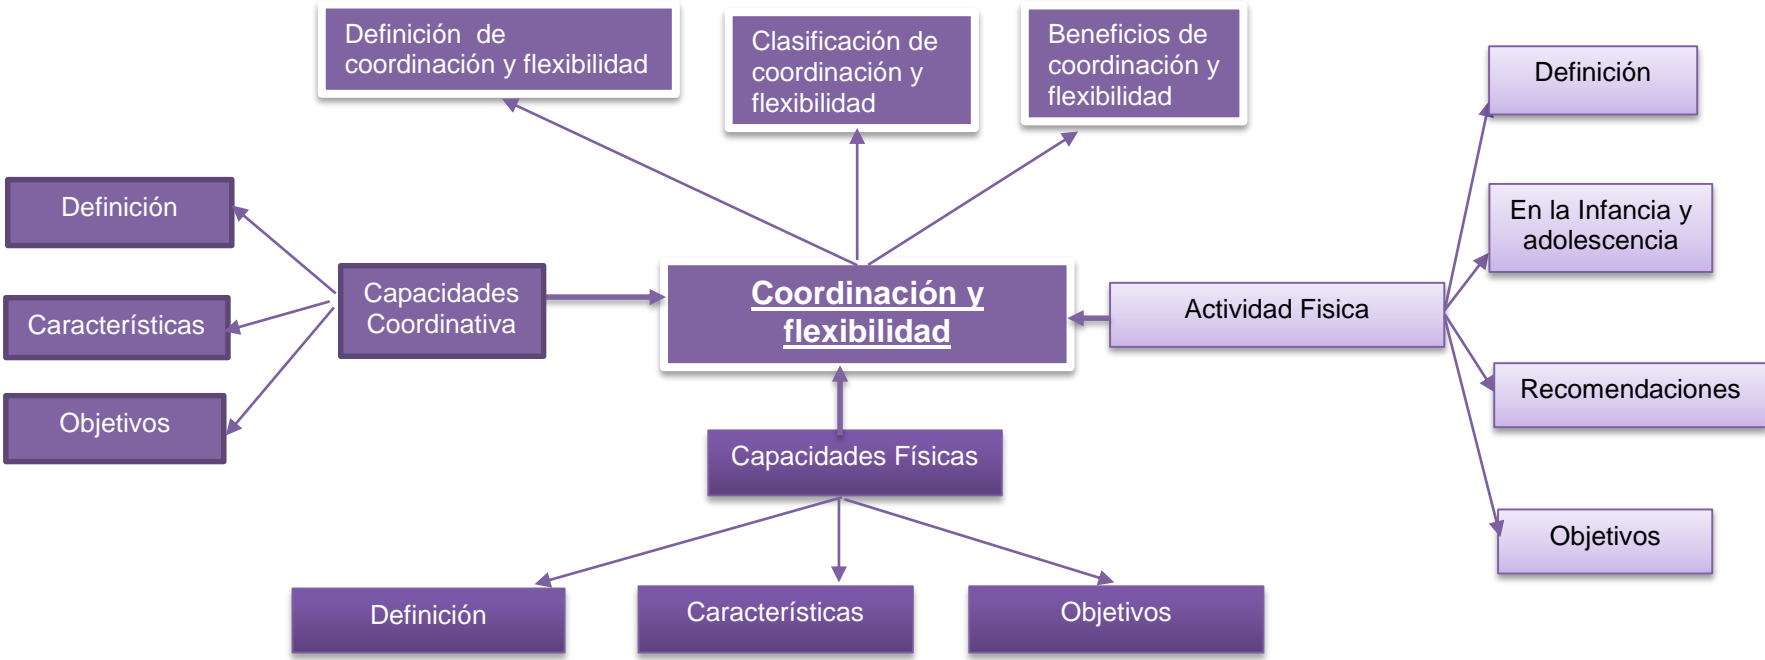 Definición de
coordinación y flexibilidad
Clasificación de
coordinación y
flexibilidad
Beneficios de
coordinación y
flexibilidad
Definición
En la Infancia y
adolescencia
Recomendaciones
Objetivos
Definición
Características
Objetivos
Capacidades
Coordinativa
Coordinación y
flexibilidad
Actividad Fisica
Capacidades Físicas
Definición
Características
Objetivos